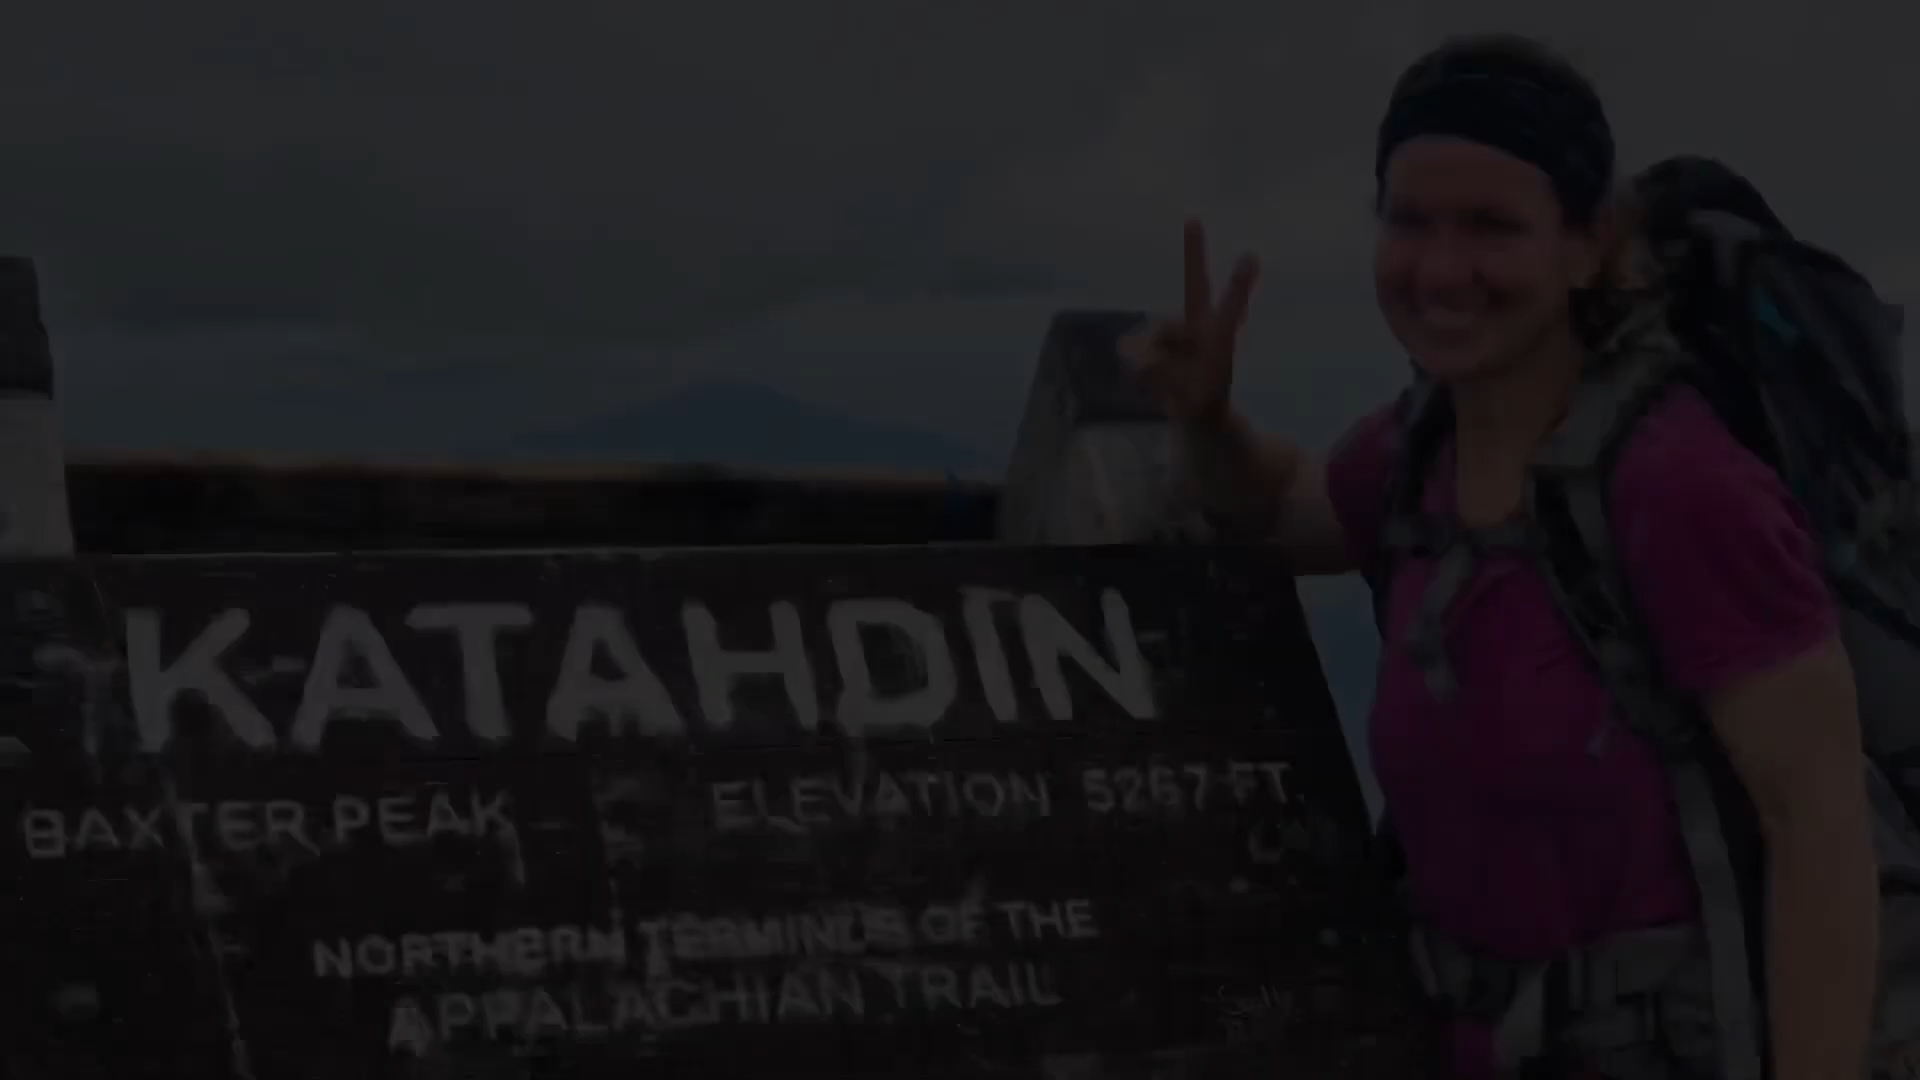 KATAHDIN
BAXTER PEAK - ELEVATION 5267 FT.
NORTHERN TERMINUS OF THE
APPALACHIAN TRAIL